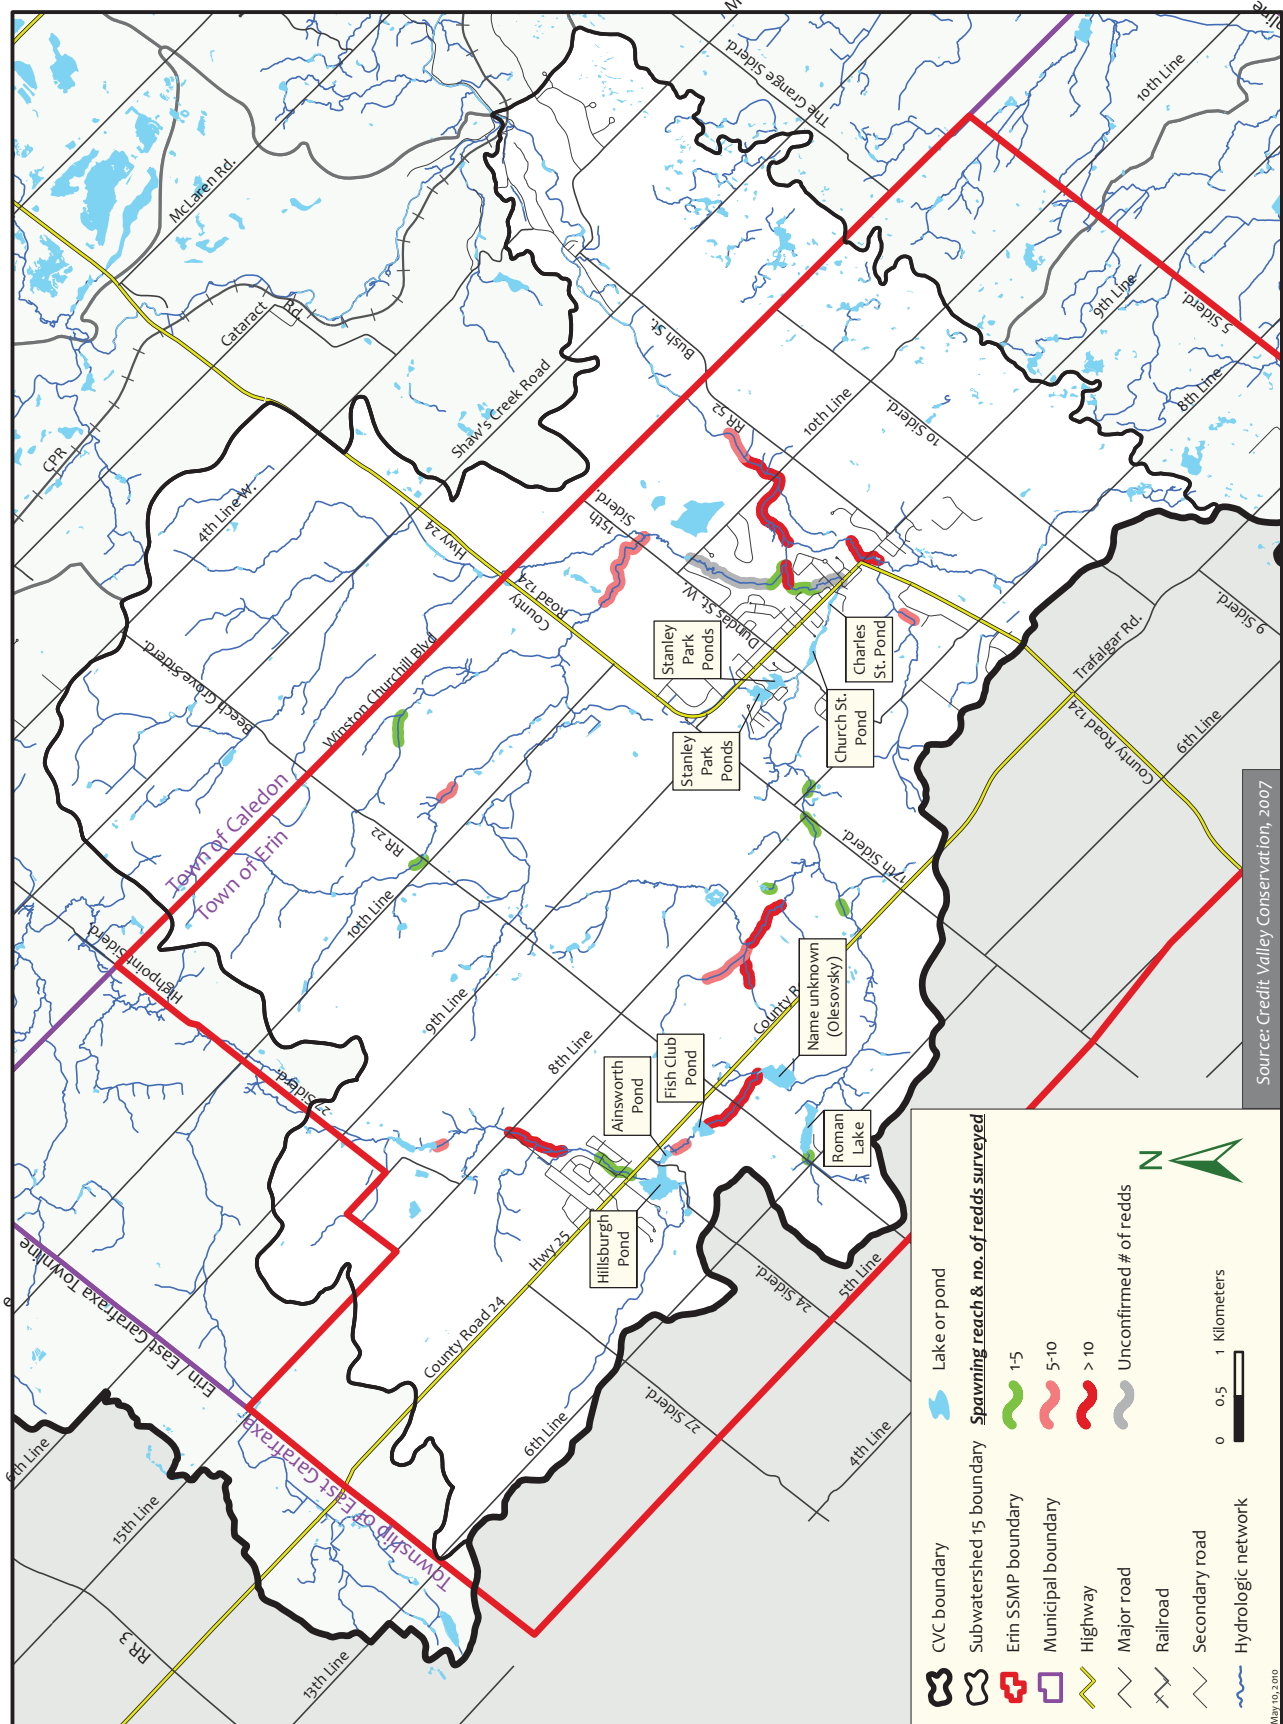 6th Line
15th Line
RR 3
13th Line
Erin / East Garafraxa Townline
Township of East Garafraxa
County Road 24
Hwy 25
6th Line
27 Siderd.
4th Line
5th Line
24 Siderd.
Hillsburgh
Pond
Ainsworth
Pond
Fish Club
Pond
Roman
Lake
Name unknown
(Olesovsky)
County R
27 Siderd.
Highpoint Siderd.
8th Line
9th Line
10th Line
RR 22
Town of Caledon
Town of Erin
Winston Churchill Blvd
Beech Grove Siderd.
4th Line W.
CPR
Hwy 24
County
Road 124
15th
Siderd.
Dundas St. W.
Stanley
Park
Ponds
Stanley
Park
Ponds
Church St.
Pond
Charles
St. Pond
17th Siderd.
County Road 124
6th Line
Trafalgar Rd.
9 Siderd.
8th Line
9th Line
5 Siderd.
10 Siderd.
10th Line
10th Line
RR 52
Bush St.
Shaw's Creek Road
Cataract
Rd.
McLaren Rd.
The Grange Siderd.
CVC boundary
Subwatershed 15 boundary
Erin SSMP boundary
Municipal boundary
Highway
Major road
Railroad
Secondary road
Hydrologic network
Lake or pond
Spawning reach & no. of redds surveyed
1-5
5-10
> 10
Unconfirmed # of redds
0
0.5
1 Kilometers
N
Source: Credit Valley Conservation, 2007
May 10, 2010